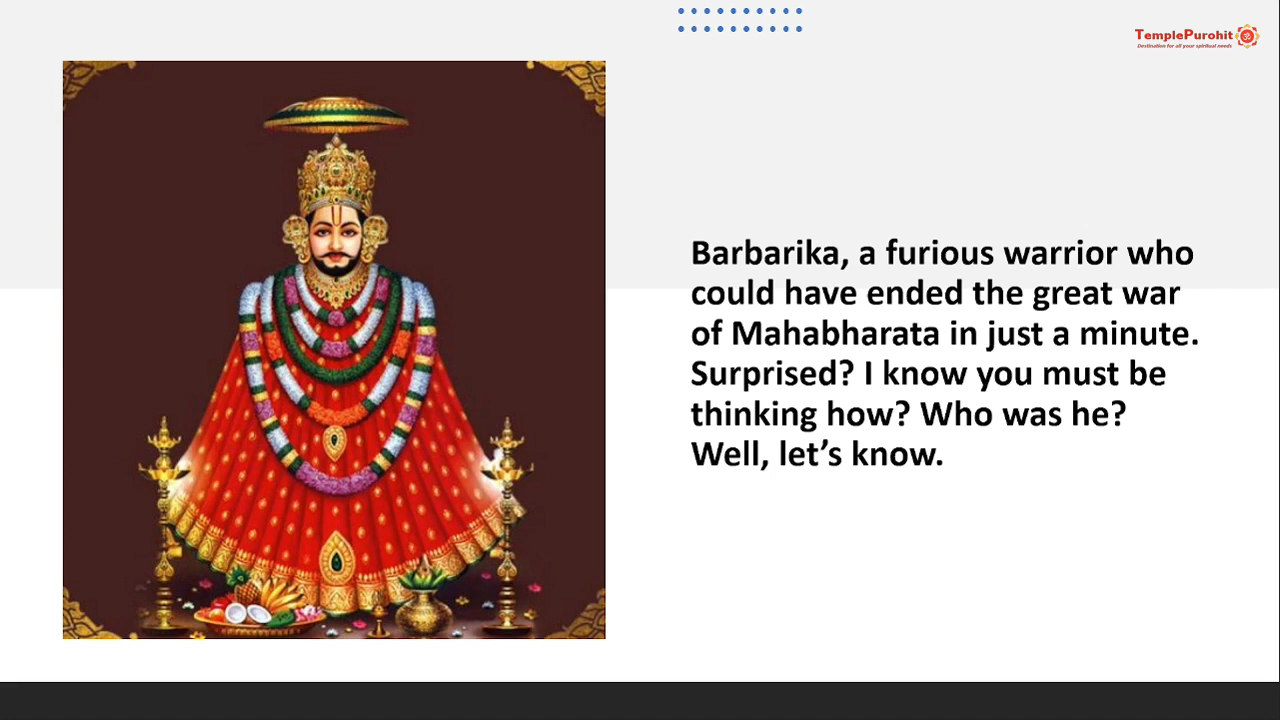 TemplePurohit
Destination for all your spiritual needs
Barbarika, a furious warrior who
could have ended the great war
of Mahabharata in just a minute.
Surprised? I know you must be
thinking how? Who was he?
Well, let’s know.